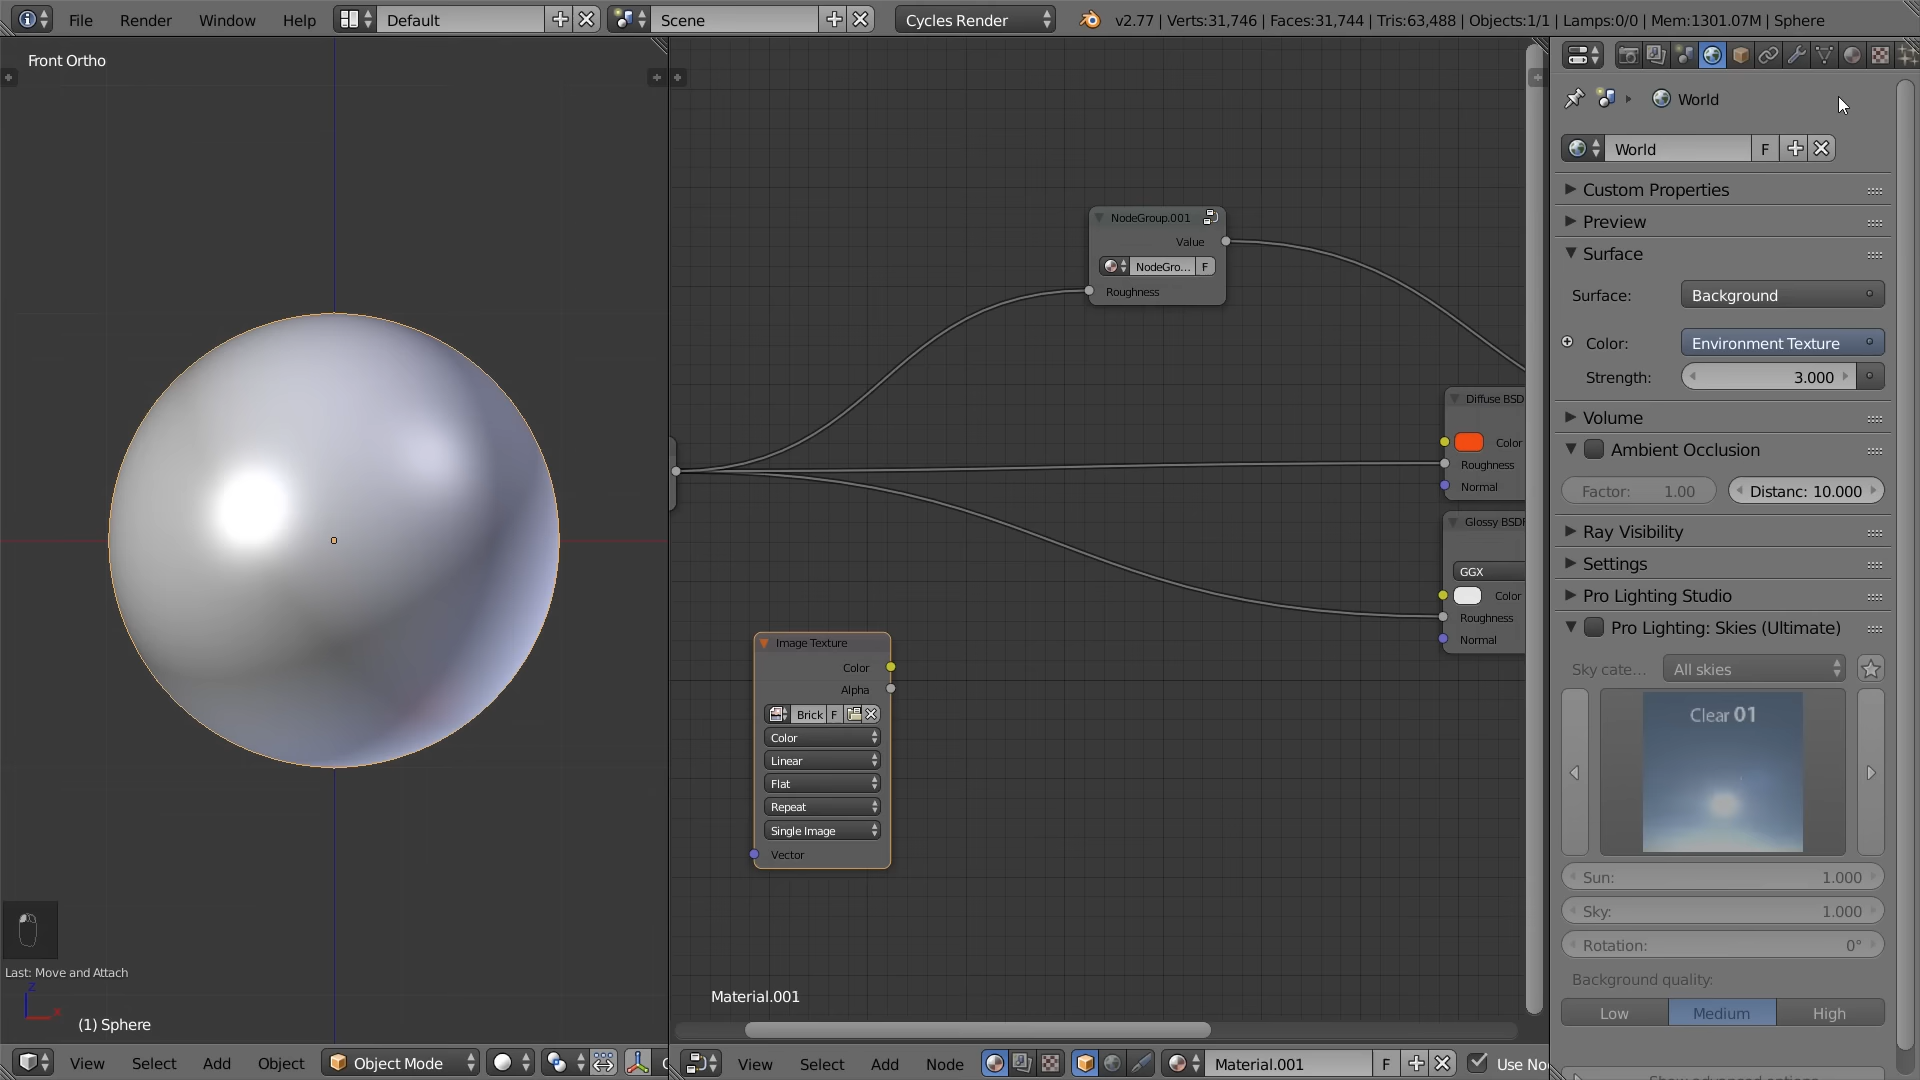 File Render Window Help Default Scene Cycles Render v2.77 | Verts:31,746 | Faces:31,744 | Tris:63,488 | Objects:1/1 | Lamps:0/0 | Mem:1301.07M | Sphere
Front Ortho
Last: Move and Attach
z
x
(1) Sphere
View Select Add Object Object Mode
NodeGroup.001
Value
NodeGro... F
Roughness
Diffuse BSD
Color
Roughness
Normal
Glossy BSDF
GGX
Color
Roughness
Normal
Image Texture
Color
Alpha
Brick F
Color
Linear
Flat
Repeat
Single Image
Vector
Material.001
View Select Add Node Material.001 F Use No
World
World F
Custom Properties
Preview
Surface
Surface: Background
Color: Environment Texture
Strength: 3.000
Volume
Ambient Occlusion
Factor: 1.00 Distanc: 10.000
Ray Visibility
Settings
Pro Lighting Studio
Pro Lighting: Skies (Ultimate)
Sky cate... All skies
Clear 01
Sun: 1.000
Sky: 1.000
Rotation: 0°
Background quality:
Low Medium High